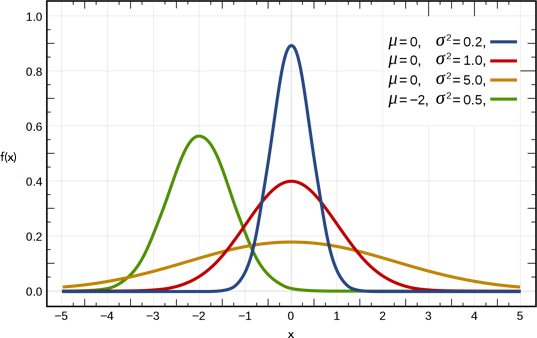 1.0
μ = 0, σ² = 0.2,
0.8
μ = 0, σ² = 1.0,
μ = 0, σ² = 5.0,
μ = −2, σ² = 0.5,
0.6
f(x)
0.4
0.2
0.0
−5 −4 −3 −2 −1 0 1 2 3 4 5
x